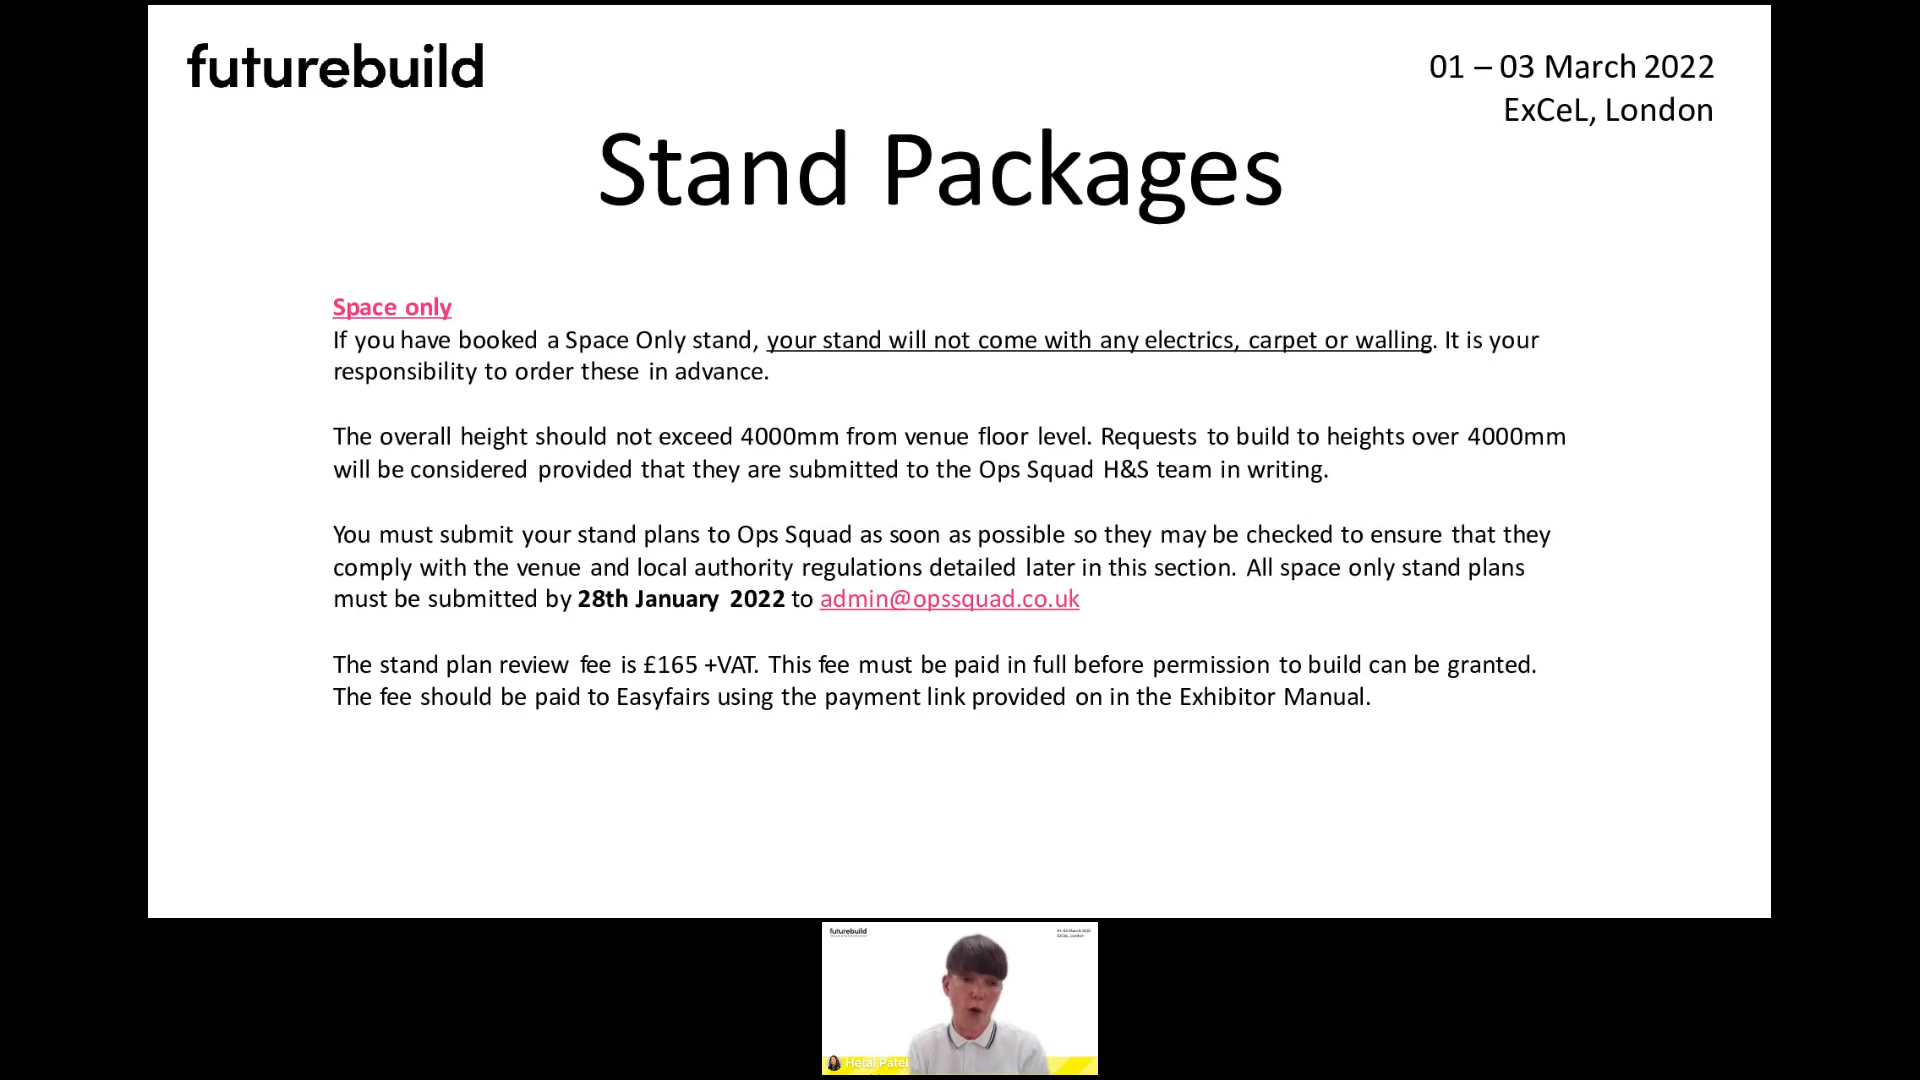 futurebuild
01 – 03 March 2022
ExCeL, London
Stand Packages
Space only
If you have booked a Space Only stand, your stand will not come with any electrics, carpet or walling. It is your
responsibility to order these in advance.
The overall height should not exceed 4000mm from venue floor level. Requests to build to heights over 4000mm
will be considered provided that they are submitted to the Ops Squad H&S team in writing.
You must submit your stand plans to Ops Squad as soon as possible so they may be checked to ensure that they
comply with the venue and local authority regulations detailed later in this section. All space only stand plans
must be submitted by 28th January 2022 to admin@opssquad.co.uk
The stand plan review fee is £165 +VAT. This fee must be paid in full before permission to build can be granted.
The fee should be paid to Easyfairs using the payment link provided on in the Exhibitor Manual.
futurebuild
ExCeL, London
Hetal Patel